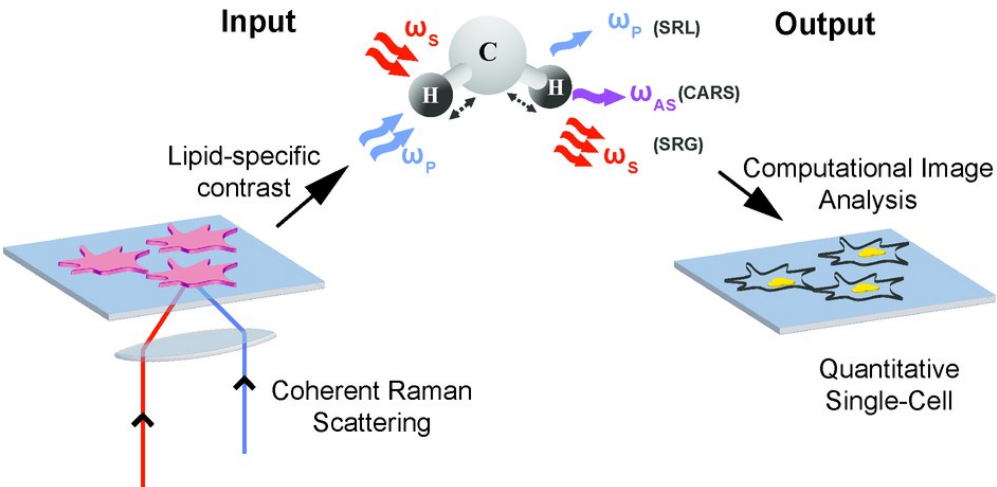 Input
Output
ωS
C
H
H
ωP
ωP (SRL)
ωAS (CARS)
ωS (SRG)
Lipid-specific
contrast
Computational Image
Analysis
Coherent Raman
Scattering
Quantitative
Single-Cell